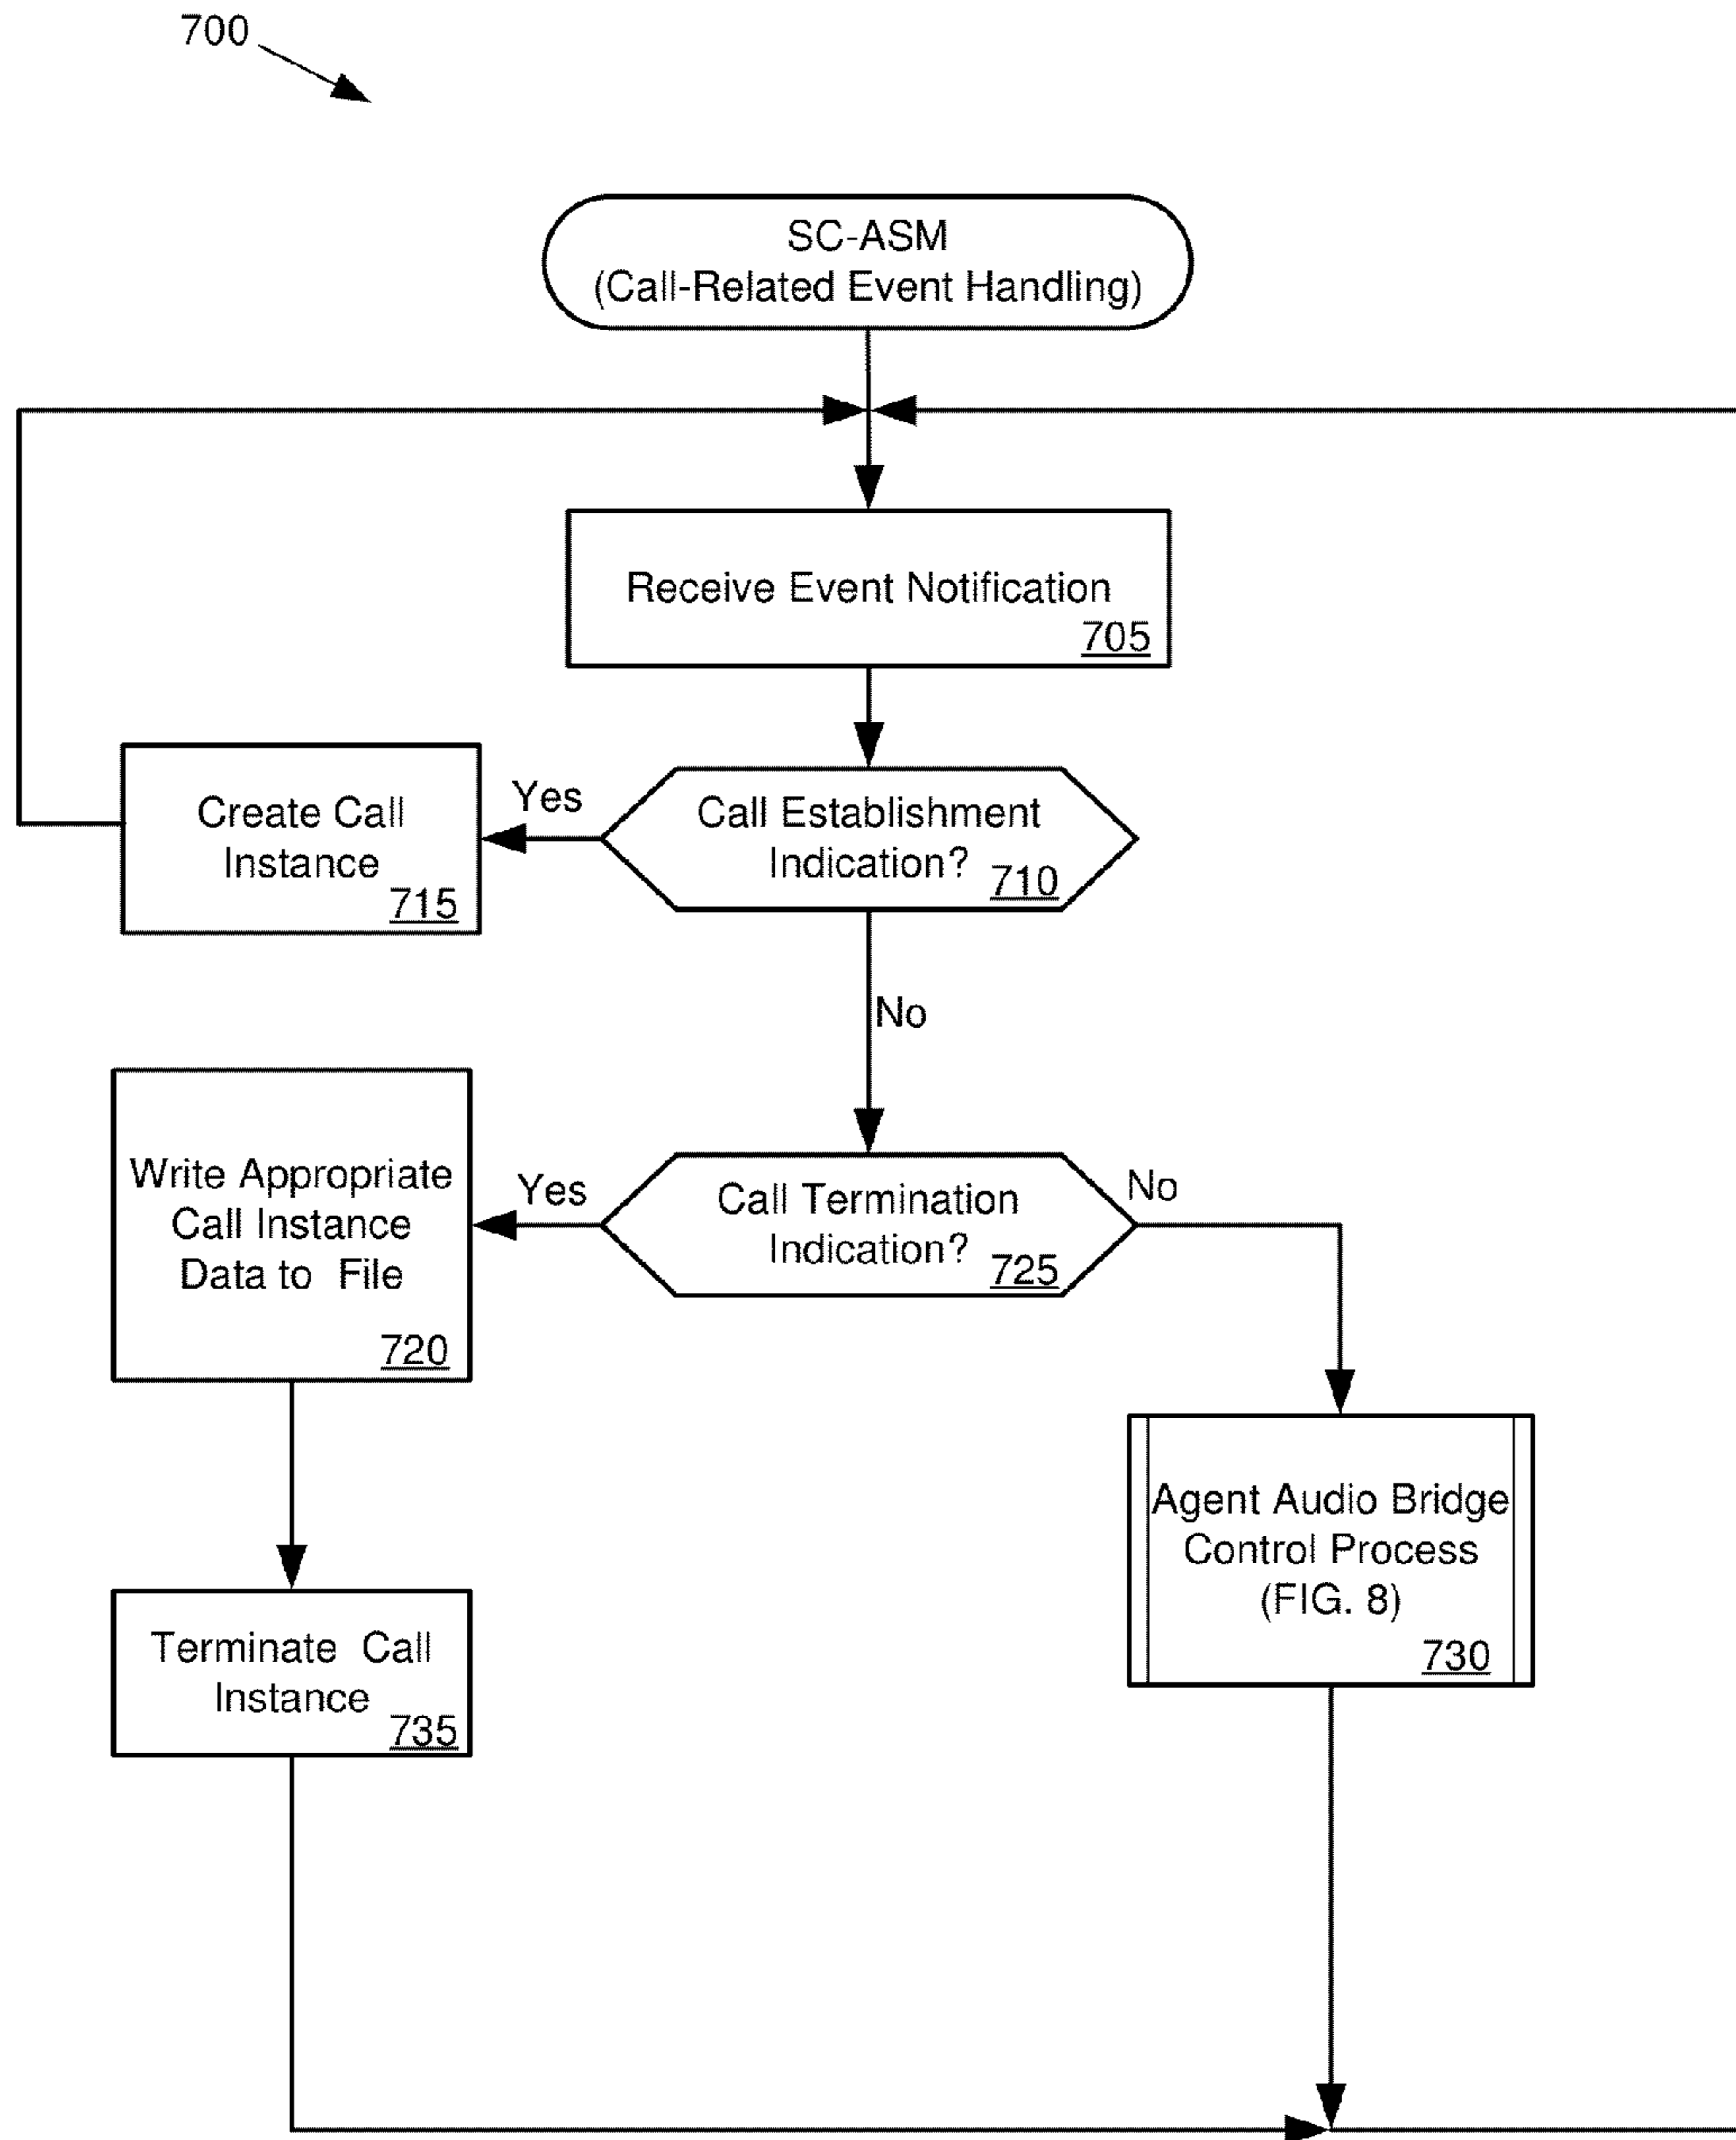 700
SC-ASM
(Call-Related Event Handling)
Receive Event Notification
705
Create Call
Instance
715
Yes
Call Establishment
Indication?
710
No
Write Appropriate
Call Instance
Data to File
720
Yes
Call Termination
Indication?
725
No
Agent Audio Bridge
Control Process
(FIG. 8)
730
Terminate Call
Instance
735